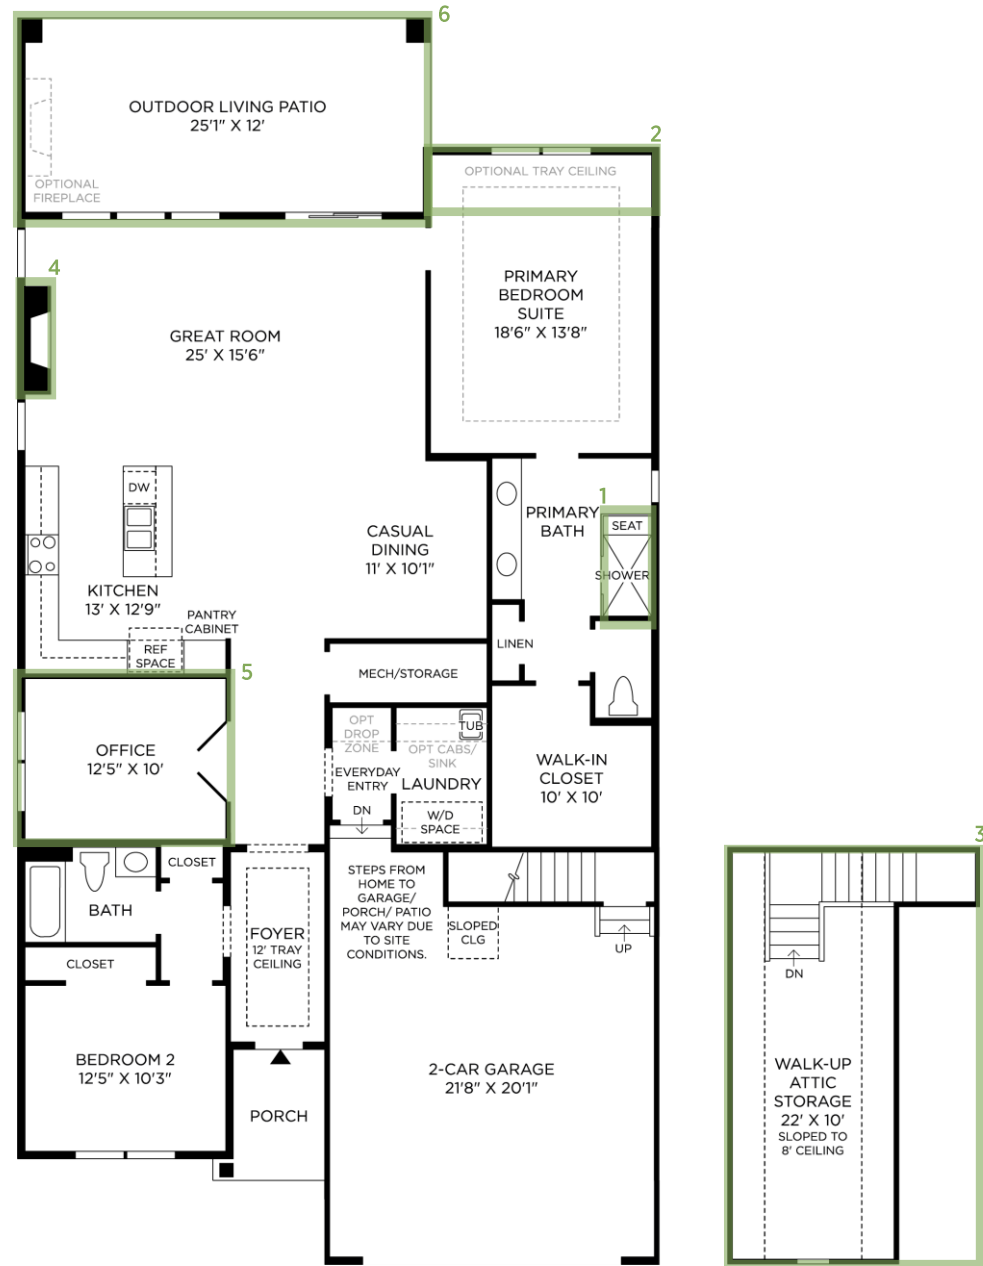 6
OUTDOOR LIVING PATIO
25'1" X 12'
OPTIONAL
FIREPLACE
2
OPTIONAL TRAY CEILING
4
PRIMARY
BEDROOM
SUITE
18'6" X 13'8"
GREAT ROOM
25' X 15'6"
DW
1
PRIMARY
BATH
SEAT
SHOWER
CASUAL
DINING
11' X 10'1"
KITCHEN
13' X 12'9"
PANTRY
CABINET
REF
SPACE
LINEN
5
MECH/STORAGE
OFFICE
12'5" X 10'
OPT
DROP
ZONE
EVERYDAY
ENTRY
DN
TUB
OPT CABS/
SINK
LAUNDRY
W/D
SPACE
WALK-IN
CLOSET
10' X 10'
3
CLOSET
BATH
CLOSET
FOYER
12' TRAY
CEILING
STEPS FROM
HOME TO
GARAGE/
PORCH/ PATIO
MAY VARY DUE
TO SITE
CONDITIONS.
SLOPED
CLG
UP
DN
BEDROOM 2
12'5" X 10'3"
2-CAR GARAGE
21'8" X 20'1"
PORCH
WALK-UP
ATTIC
STORAGE
22' X 10'
SLOPED TO
8' CEILING